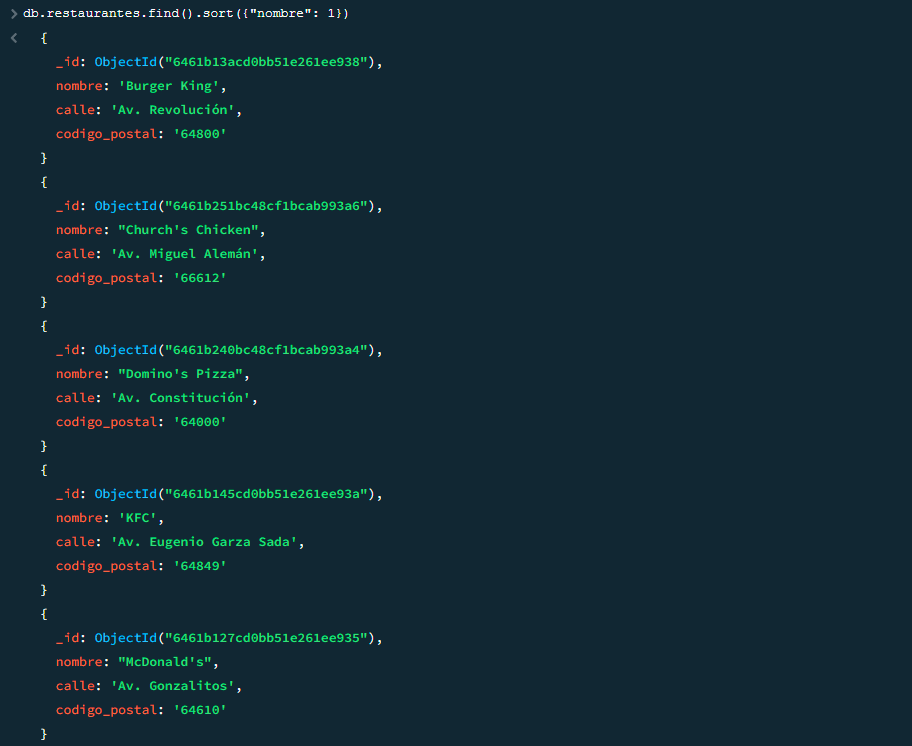 > db.restaurantes.find().sort({"nombre": 1})
< {
_id: ObjectId("6461b13acd0bb51e261ee938"),
nombre: 'Burger King',
calle: 'Av. Revolución',
codigo_postal: '64800'
}
{
_id: ObjectId("6461b251bc48cf1bcab993a6"),
nombre: "Church's Chicken",
calle: 'Av. Miguel Alemán',
codigo_postal: '66612'
}
{
_id: ObjectId("6461b240bc48cf1bcab993a4"),
nombre: "Domino's Pizza",
calle: 'Av. Constitución',
codigo_postal: '64000'
}
{
_id: ObjectId("6461b145cd0bb51e261ee93a"),
nombre: 'KFC',
calle: 'Av. Eugenio Garza Sada',
codigo_postal: '64849'
}
{
_id: ObjectId("6461b127cd0bb51e261ee935"),
nombre: "McDonald's",
calle: 'Av. Gonzalitos',
codigo_postal: '64610'
}